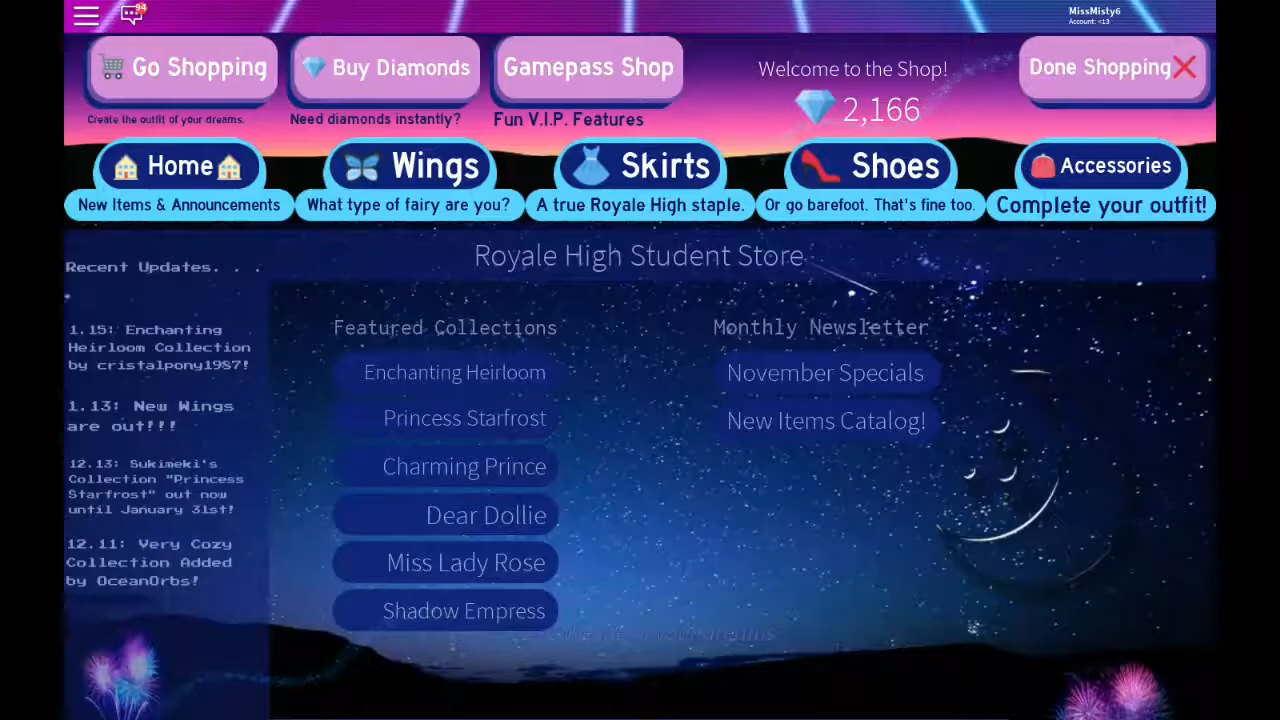 94
MissMisty6
Account: <13
Go Shopping
Buy Diamonds
Gamepass Shop
Welcome to the Shop!
Done Shopping
2,166
Create the outfit of your dreams.
Need diamonds instantly?
Fun V.I.P. Features
Home
Wings
Skirts
Shoes
Accessories
New Items & Announcements
What type of fairy are you?
A true Royale High staple.
Or go barefoot. That's fine too.
Complete your outfit!
Royale High Student Store
Recent Updates. . .
1.15: Enchanting
Heirloom Collection
by cristalpony1987!
1.13: New Wings
are out!!!
12.13: Sukimeki's
Collection "Princess
Starfrost" out now
until January 31st!
12.11: Very Cozy
Collection Added
by OceanOrbs!
Featured Collections
Enchanting Heirloom
Princess Starfrost
Charming Prince
Dear Dollie
Miss Lady Rose
Shadow Empress
Monthly Newsletter
November Specials
New Items Catalog!
dreams